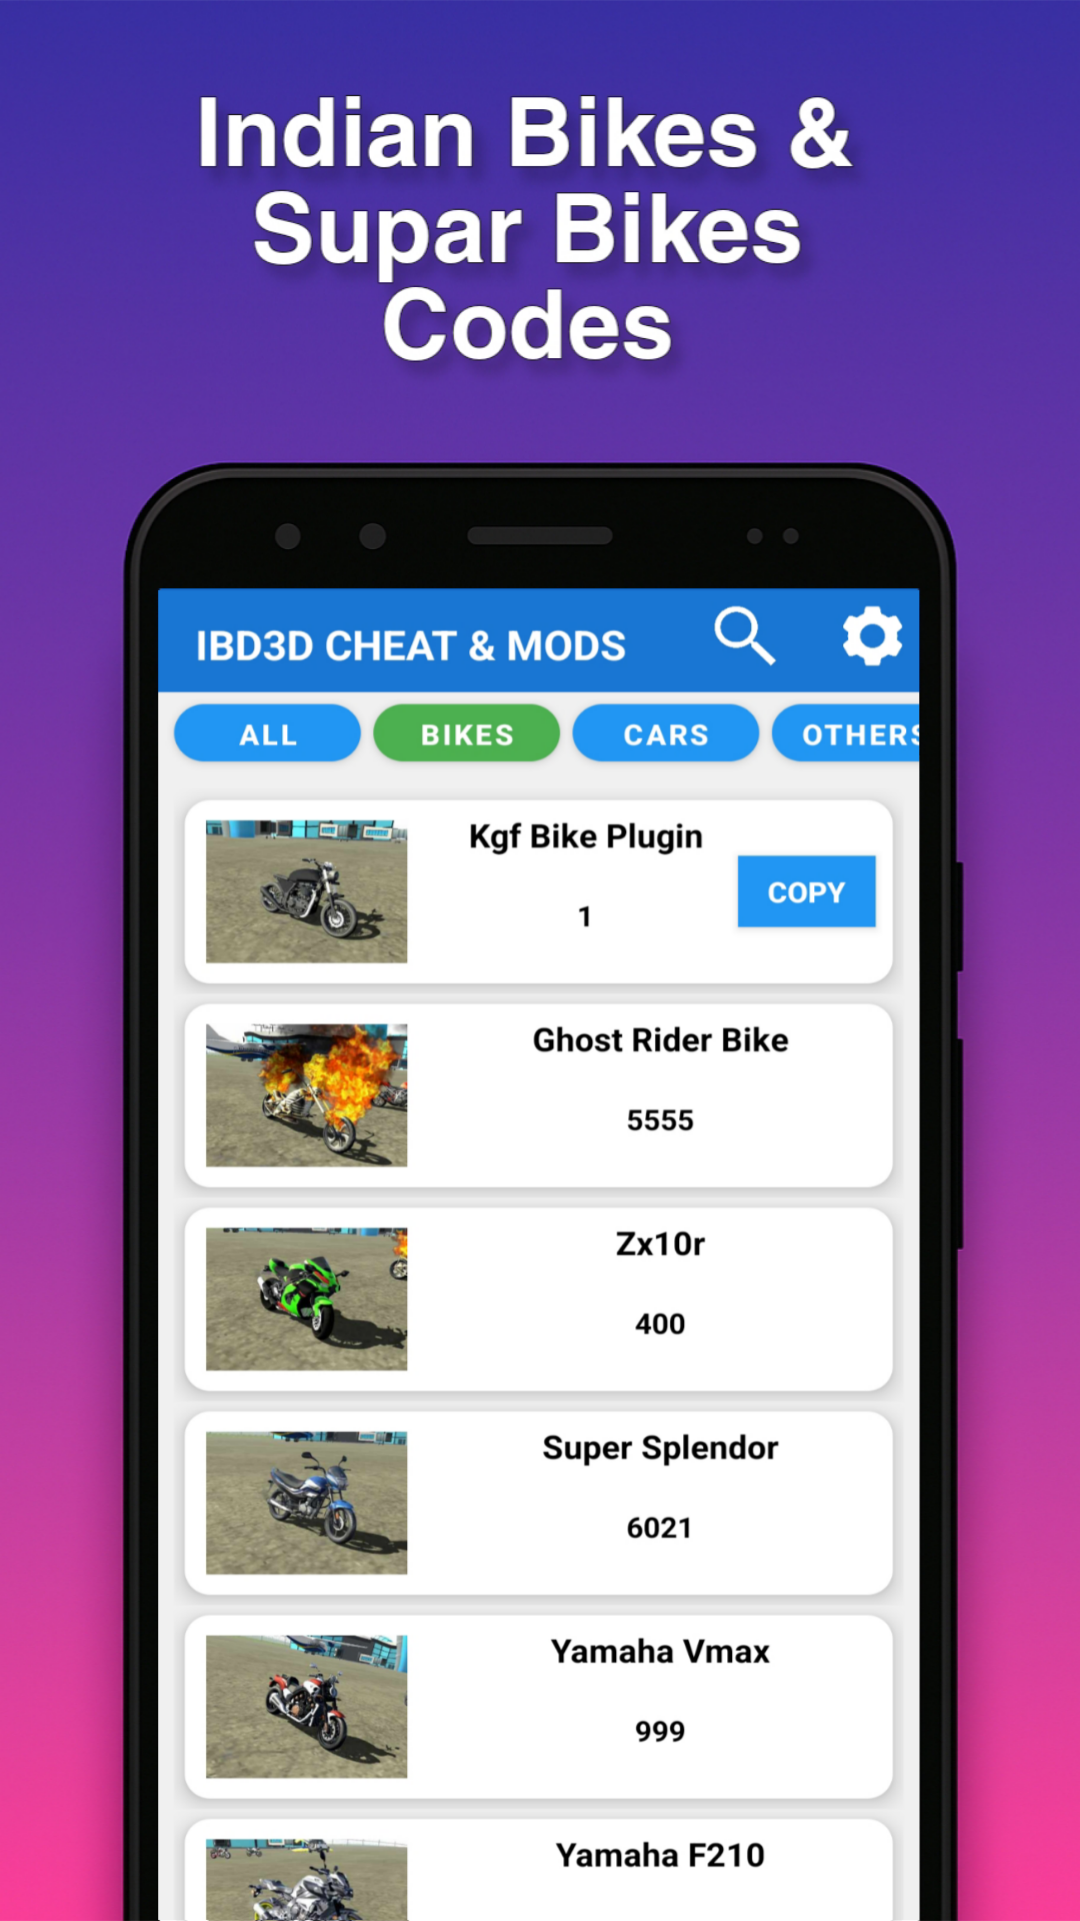 Indian Bikes &
Supar Bikes
Codes
IBD3D CHEAT & MODS
ALL
BIKES
CARS
OTHERS
Kgf Bike Plugin
1
COPY
Ghost Rider Bike
5555
Zx10r
400
Super Splendor
6021
Yamaha Vmax
999
Yamaha F210